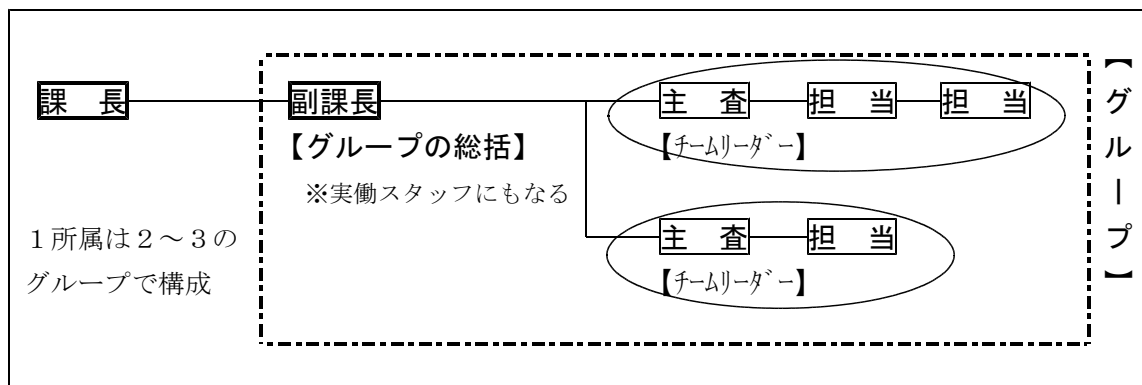 課　長
副課長
主　査
担　当
担　当
【グループの総括】
【チームリーダー】
※実働スタッフにもなる
１所属は２～３の
グループで構成
主　査
担　当
【チームリーダー】
【グループ】